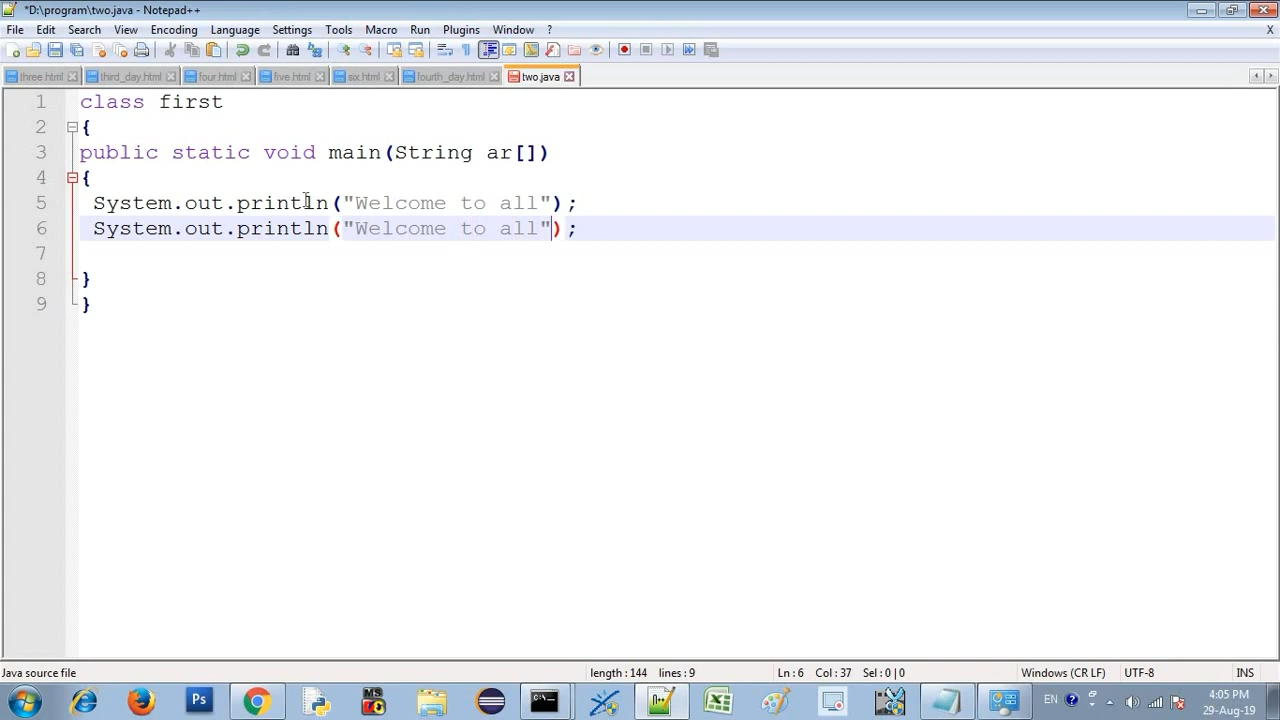 *D:\program\two.java - Notepad++
File Edit Search View Encoding Language Settings Tools Macro Run Plugins Window ? X
three.html third_day.html four.html five.html six.html fourth_day.html two.java
1 class first
2 {
3 public static void main(String ar[])
4 {
5 System.out.println("Welcome to all");
6 System.out.println("Welcome to all");
7
8 }
9 }
Java source file length : 144 lines : 9 Ln : 6 Col : 37 Sel : 0 | 0 Windows (CR LF) UTF-8 INS
Ps MS EN 4:05 PM
29-Aug-19